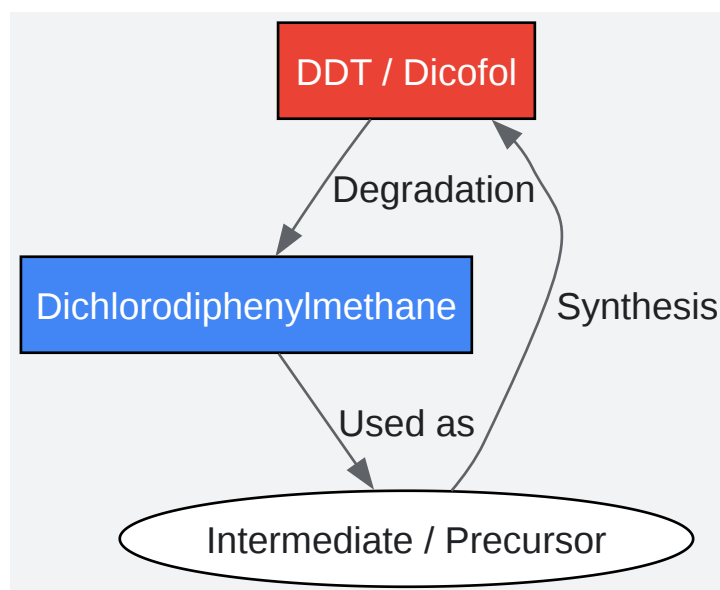 DDT / Dicofol
Degradation
Dichlorodiphenylmethane
Synthesis
Used as
Intermediate / Precursor